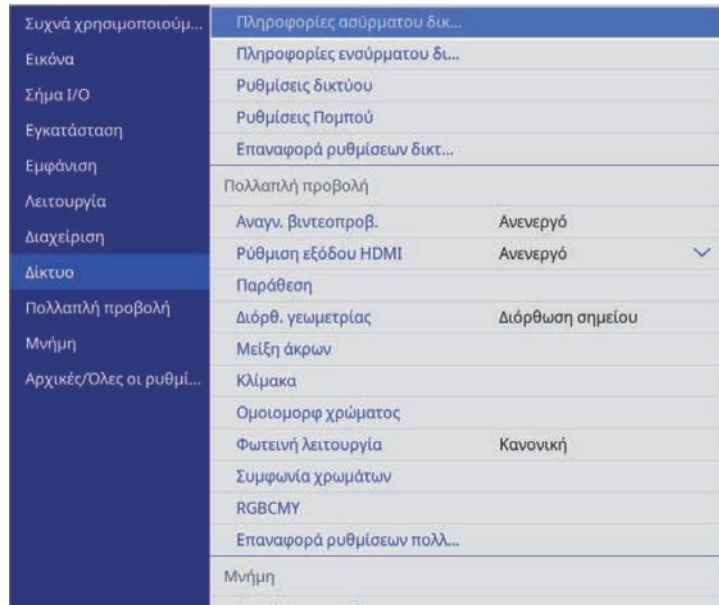 Συχνά χρησιμοποιούμ...
Εικόνα
Σήμα I/O
Εγκατάσταση
Εμφάνιση
Λειτουργία
Διαχείριση
Δίκτυο
Πολλαπλή προβολή
Μνήμη
Αρχικές/Όλες οι ρυθμί...
Πληροφορίες ασύρματου δικ...
Πληροφορίες ενσύρματου δι...
Ρυθμίσεις δικτύου
Ρυθμίσεις Πομπού
Επαναφορά ρυθμίσεων δικτ...
Πολλαπλή προβολή
Αναγν. βιντεοπροβ. Ανενεργό
Ρύθμιση εξόδου HDMI Ανενεργό
Παράθεση
Διόρθ. γεωμετρίας Διόρθωση σημείου
Μείξη άκρων
Κλίμακα
Ομοιομορφ χρώματος
Φωτεινή λειτουργία Κανονική
Συμφωνία χρωμάτων
RGBCMY
Επαναφορά ρυθμίσεων πολλ...
Μνήμη